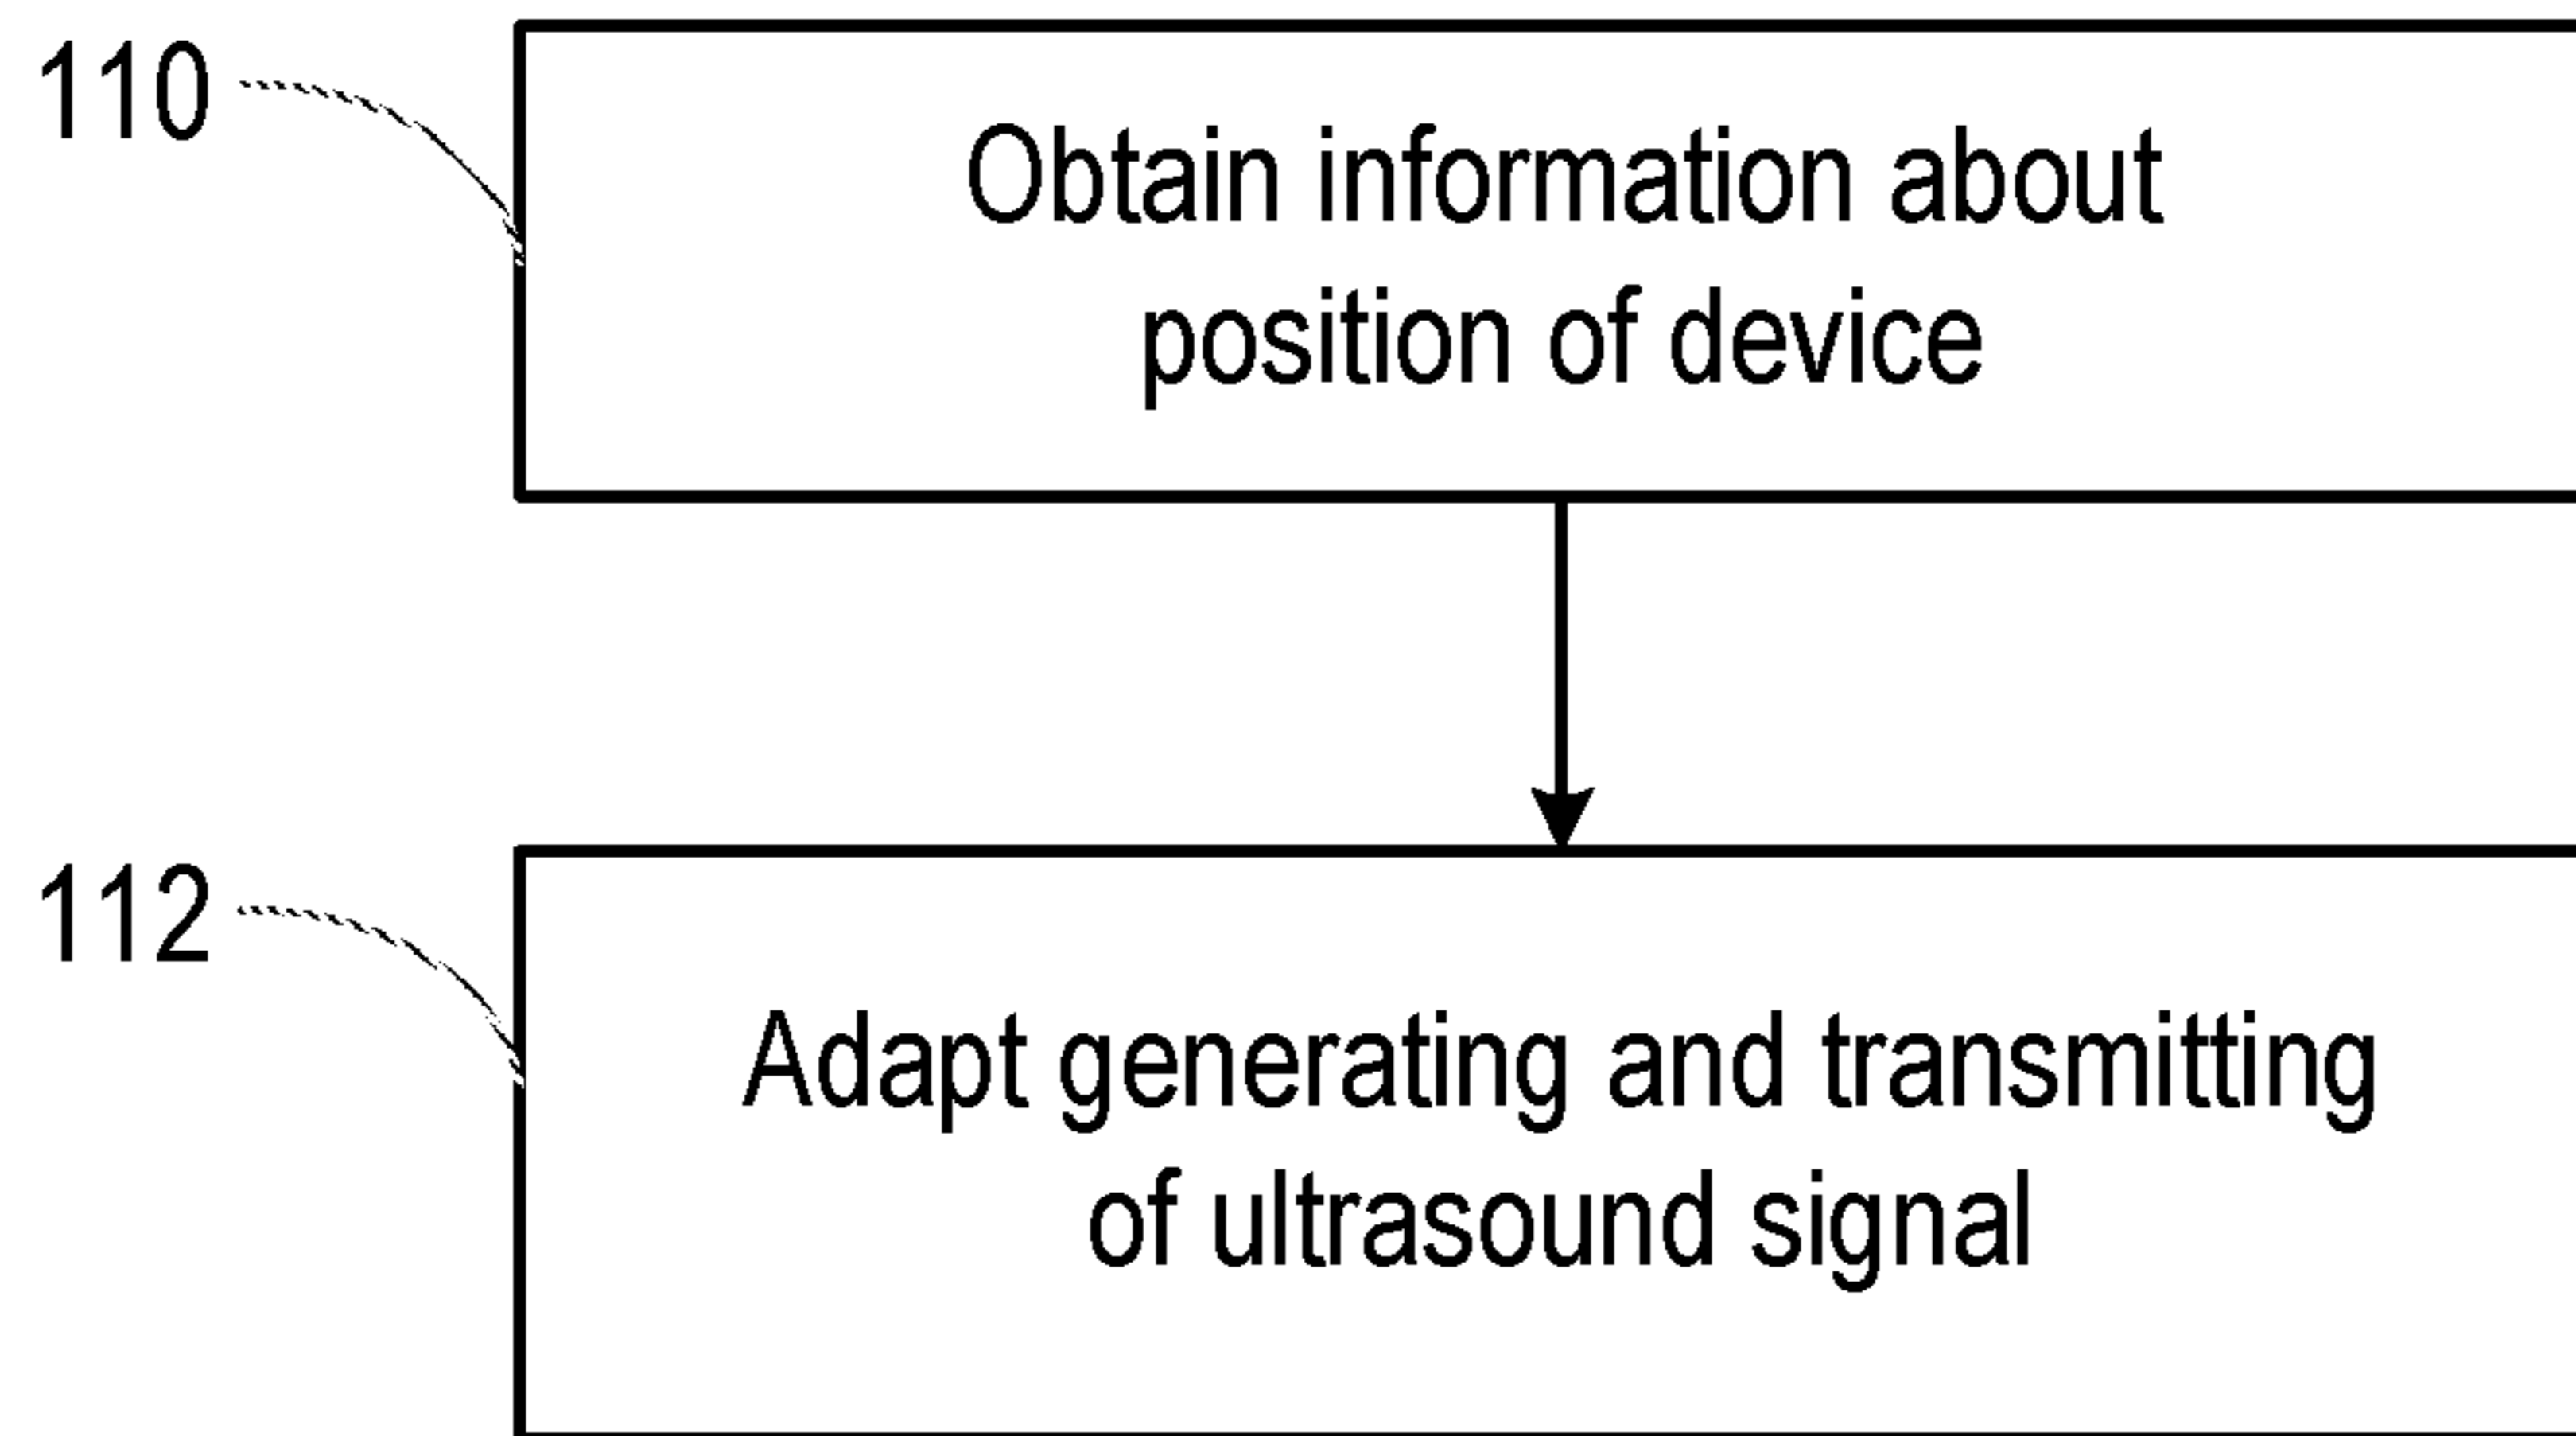 110
Obtain information about
position of device
112
Adapt generating and transmitting
of ultrasound signal